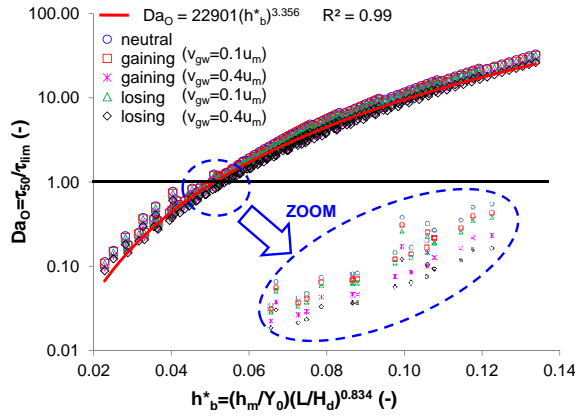 Da_O = 22901(h*_b)^3.356 R² = 0.99
neutral
gaining (v_gw=0.1u_m)
gaining (v_gw=0.4u_m)
losing (v_gw=0.1u_m)
losing (v_gw=0.4u_m)
100.00
10.00
1.00
0.10
0.01
Da_O=τ_50/τ_lim (-)
ZOOM
0.02 0.04 0.06 0.08 0.10 0.12 0.14
h*_b=(h_m/Y_0)(L/H_d)^0.834 (-)